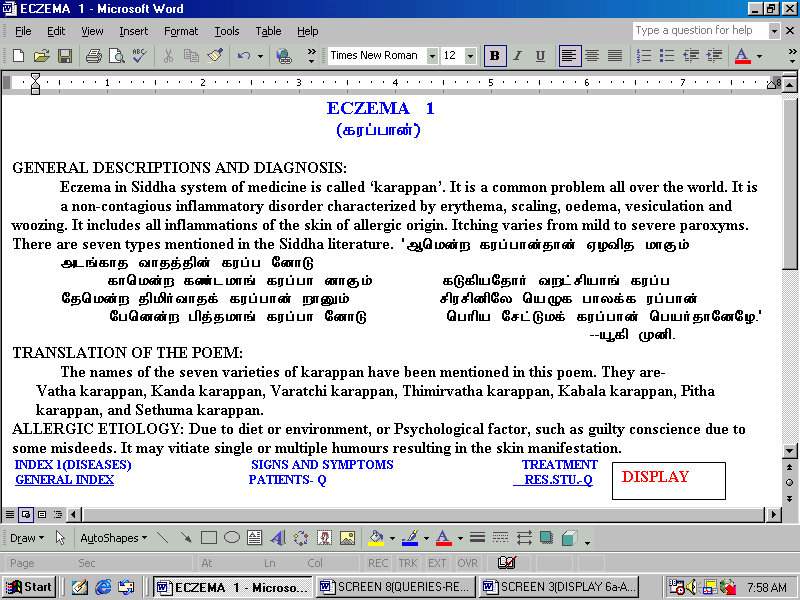 ECZEMA 1 - Microsoft Word
File Edit View Insert Format Tools Table Help
Type a question for help
Times New Roman 12 B I U
1 2 3 4 5 6 7 8
ECZEMA 1
(கரப்பான்)
GENERAL DESCRIPTIONS AND DIAGNOSIS:
Eczema in Siddha system of medicine is called ‘karappan’. It is a common problem all over the world. It is
a non-contagious inflammatory disorder characterized by erythema, scaling, oedema, vesiculation and
woozing. It includes all inflammations of the skin of allergic origin. Itching varies from mild to severe paroxyms.
There are seven types mentioned in the Siddha literature. 'ஆமென்ற கரப்பான்தான் ஏழவித மாகும்
அடங்காத வாதத்தின் கரப்ப னோடு
காமென்ற கண்டமாங் கரப்பா னாகும் கடுகியதோர் வறட்சியாங் கரப்ப
தேமென்ற திமிர்வாதக் கரப்பான் றானும் சிரசினிலே யெழுக பாலக்க ரப்பான்
பேனென்ற பித்தமாங் கரப்பா னோடு பெரிய சேட்டுமக் கரப்பான் பெயர்தானேழே.'
--யூகி முனி.
TRANSLATION OF THE POEM:
The names of the seven varieties of karappan have been mentioned in this poem. They are-
Vatha karappan, Kanda karappan, Varatchi karappan, Thimirvatha karappan, Kabala karappan, Pitha
karappan, and Sethuma karappan.
ALLERGIC ETIOLOGY: Due to diet or environment, or Psychological factor, such as guilty conscience due to
some misdeeds. It may vitiate single or multiple humours resulting in the skin manifestation.
INDEX 1(DISEASES) SIGNS AND SYMPTOMS TREATMENT
GENERAL INDEX PATIENTS- Q RES.STU.-Q
DISPLAY
Draw AutoShapes
Page Sec At Ln Col REC TRK EXT OVR
Start ECZEMA 1 - Microso... SCREEN 8(QUERIES-RE... SCREEN 3(DISPLAY 6a-A... 7:58 AM